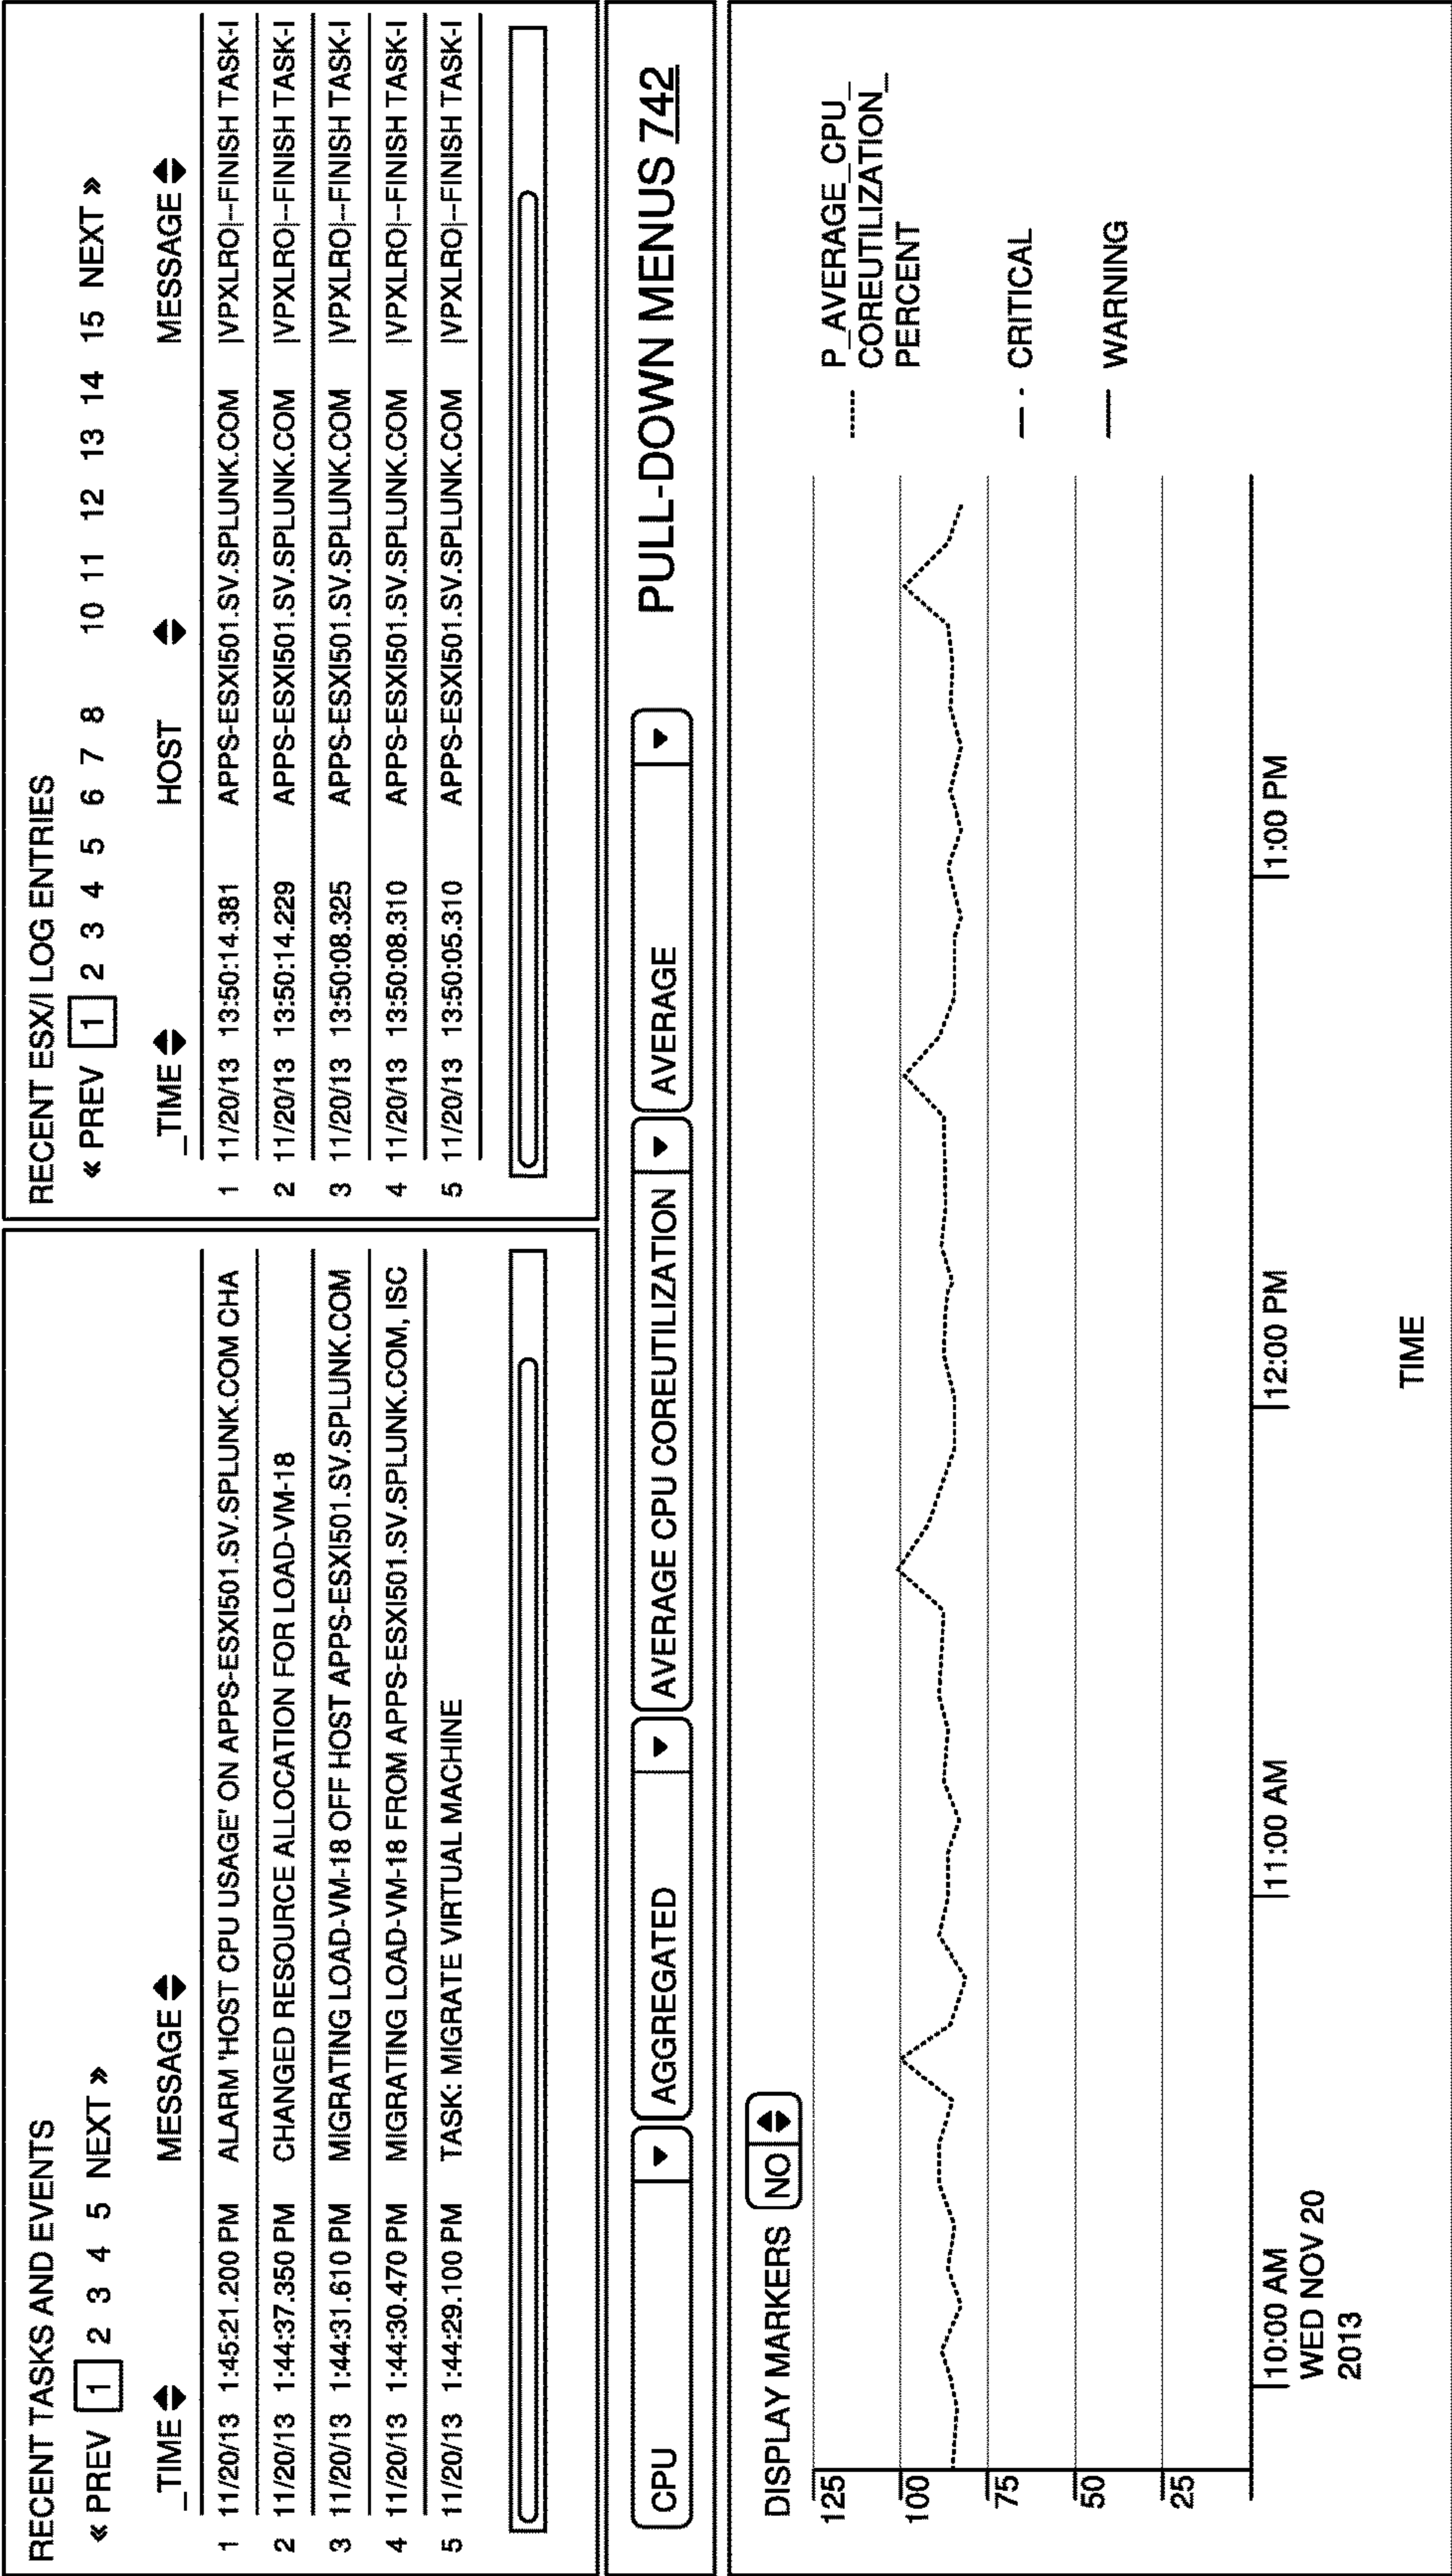 RECENT TASKS AND EVENTS
« PREV 1 2 3 4 5 NEXT »
_TIME MESSAGE
1 11/20/13 1:45:21.200 PM ALARM 'HOST CPU USAGE' ON APPS-ESXI501.SV.SPLUNK.COM CHA
2 11/20/13 1:44:37.350 PM CHANGED RESOURCE ALLOCATION FOR LOAD-VM-18
3 11/20/13 1:44:31.610 PM MIGRATING LOAD-VM-18 OFF HOST APPS-ESXI501.SV.SPLUNK.COM
4 11/20/13 1:44:30.470 PM MIGRATING LOAD-VM-18 FROM APPS-ESXI501.SV.SPLUNK.COM, ISC
5 11/20/13 1:44:29.100 PM TASK: MIGRATE VIRTUAL MACHINE
RECENT ESX/I LOG ENTRIES
« PREV 1 2 3 4 5 6 7 8 10 11 12 13 14 15 NEXT »
_TIME HOST MESSAGE
1 11/20/13 13:50:14.381 APPS-ESXI501.SV.SPLUNK.COM |VPXLRO|--FINISH TASK-I
2 11/20/13 13:50:14.229 APPS-ESXI501.SV.SPLUNK.COM |VPXLRO|--FINISH TASK-I
3 11/20/13 13:50:08.325 APPS-ESXI501.SV.SPLUNK.COM |VPXLRO|--FINISH TASK-I
4 11/20/13 13:50:08.310 APPS-ESXI501.SV.SPLUNK.COM |VPXLRO|--FINISH TASK-I
5 11/20/13 13:50:05.310 APPS-ESXI501.SV.SPLUNK.COM |VPXLRO|--FINISH TASK-I
CPU AGGREGATED AVERAGE CPU COREUTILIZATION AVERAGE PULL-DOWN MENUS 742
DISPLAY MARKERS NO
125
100
75
50
25
P_AVERAGE_CPU_
COREUTILIZATION_
PERCENT
CRITICAL
WARNING
10:00 AM 11:00 AM 12:00 PM 1:00 PM
WED NOV 20
2013
TIME